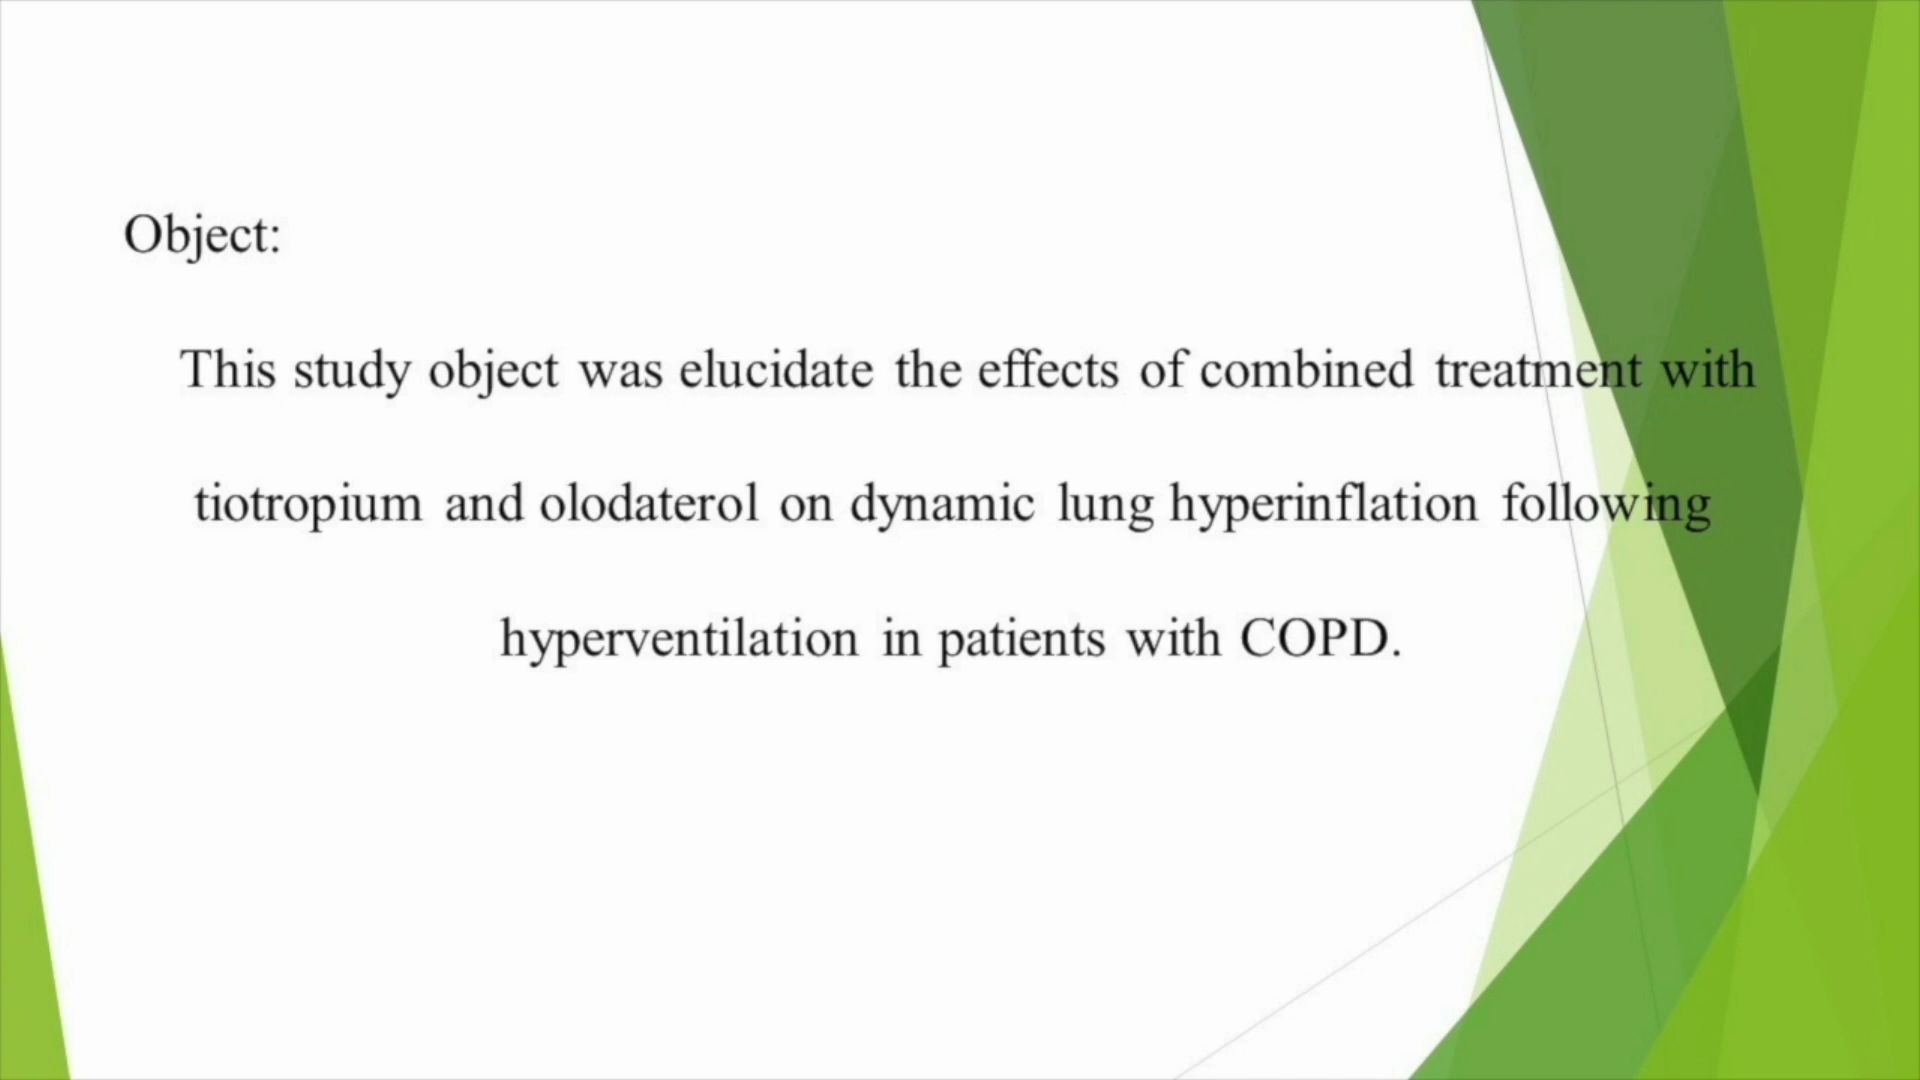 Object:
This study object was elucidate the effects of combined treatment with
tiotropium and olodaterol on dynamic lung hyperinflation following
hyperventilation in patients with COPD.